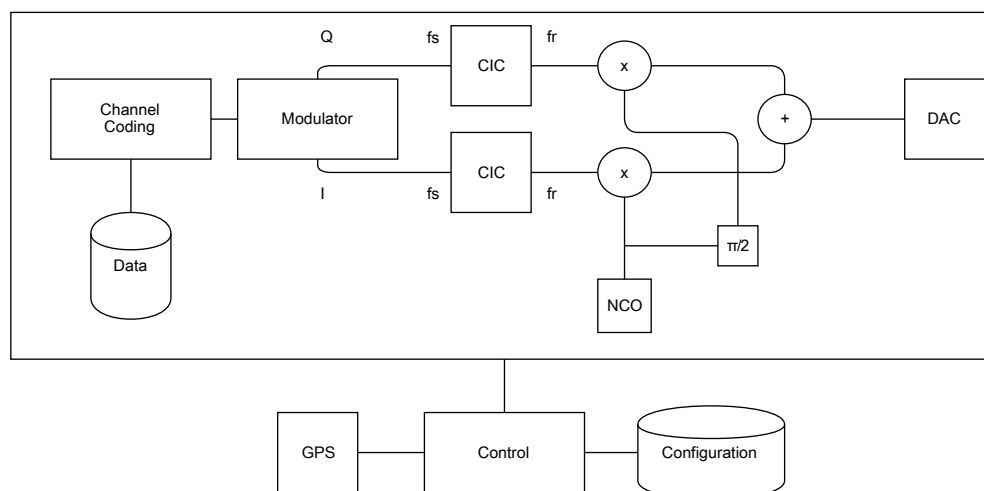 Q
fs
CIC
fr
x
Channel
Coding
Modulator
+
DAC
I
fs
CIC
fr
x
π/2
Data
NCO
GPS
Control
Configuration